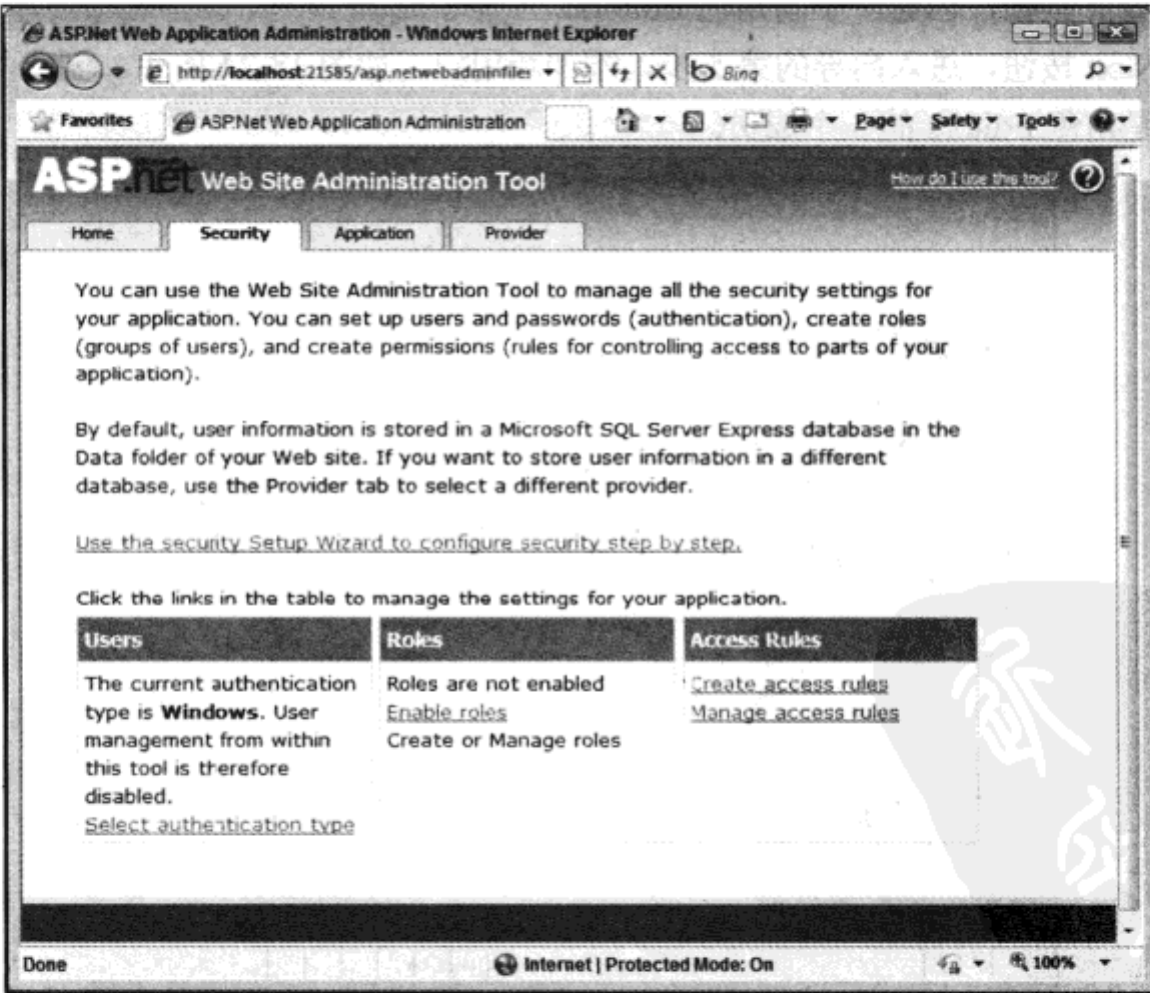 ASP.Net Web Application Administration - Windows Internet Explorer
http://localhost:21585/asp.netwebadminfiles
Bing
Favorites
ASP.Net Web Application Administration
Page Safety Tools
ASP.net Web Site Administration Tool
How do I use this tool?
Home Security Application Provider
You can use the Web Site Administration Tool to manage all the security settings for
your application. You can set up users and passwords (authentication), create roles
(groups of users), and create permissions (rules for controlling access to parts of your
application).
By default, user information is stored in a Microsoft SQL Server Express database in the
Data folder of your Web site. If you want to store user information in a different
database, use the Provider tab to select a different provider.
Use the security Setup Wizard to configure security step by step.
Click the links in the table to manage the settings for your application.
Users
The current authentication
type is Windows. User
management from within
this tool is therefore
disabled.
Select authentication type
Roles
Roles are not enabled
Enable roles
Create or Manage roles
Access Rules
Create access rules
Manage access rules
Done
Internet | Protected Mode: On
100%